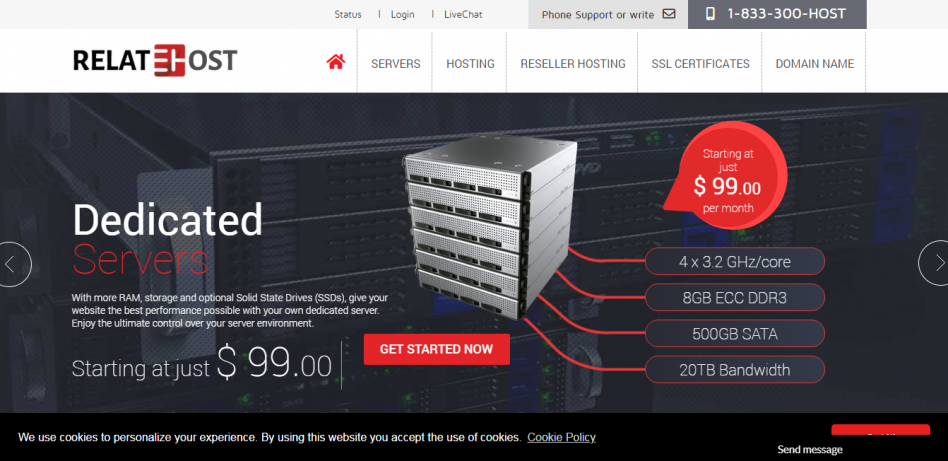 Status | Login | LiveChat
Phone Support or write
1-833-300-HOST
RELATEHOST
SERVERS
HOSTING
RESELLER HOSTING
SSL CERTIFICATES
DOMAIN NAME
Starting at
just
$ 99.00
per month
Dedicated
Servers
With more RAM, storage and optional Solid State Drives (SSDs), give your
website the best performance possible with your own dedicated server.
Enjoy the ultimate control over your server environment.
Starting at just $ 99.00
GET STARTED NOW
4 x 3.2 GHz/core
8GB ECC DDR3
500GB SATA
20TB Bandwidth
We use cookies to personalize your experience. By using this website you accept the use of cookies. Cookie Policy
Send message